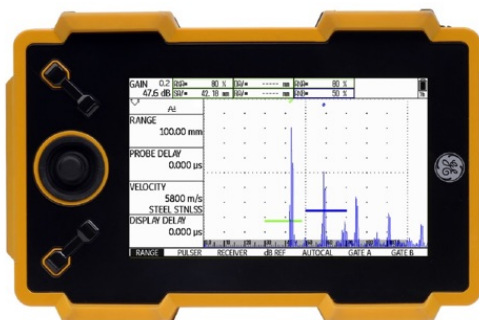 GAIN 0.2
47.6 dB
RANGE
100.00 mm
PROBE DELAY
0.000 µs
VELOCITY
5800 m/s
STEEL STNLSS
DISPLAY DELAY
0.000 µs
80 %
42.18 mm
80 %
50 %
RANGE PULSER RECEIVER dB REF AUTOCAL GATE A GATE B